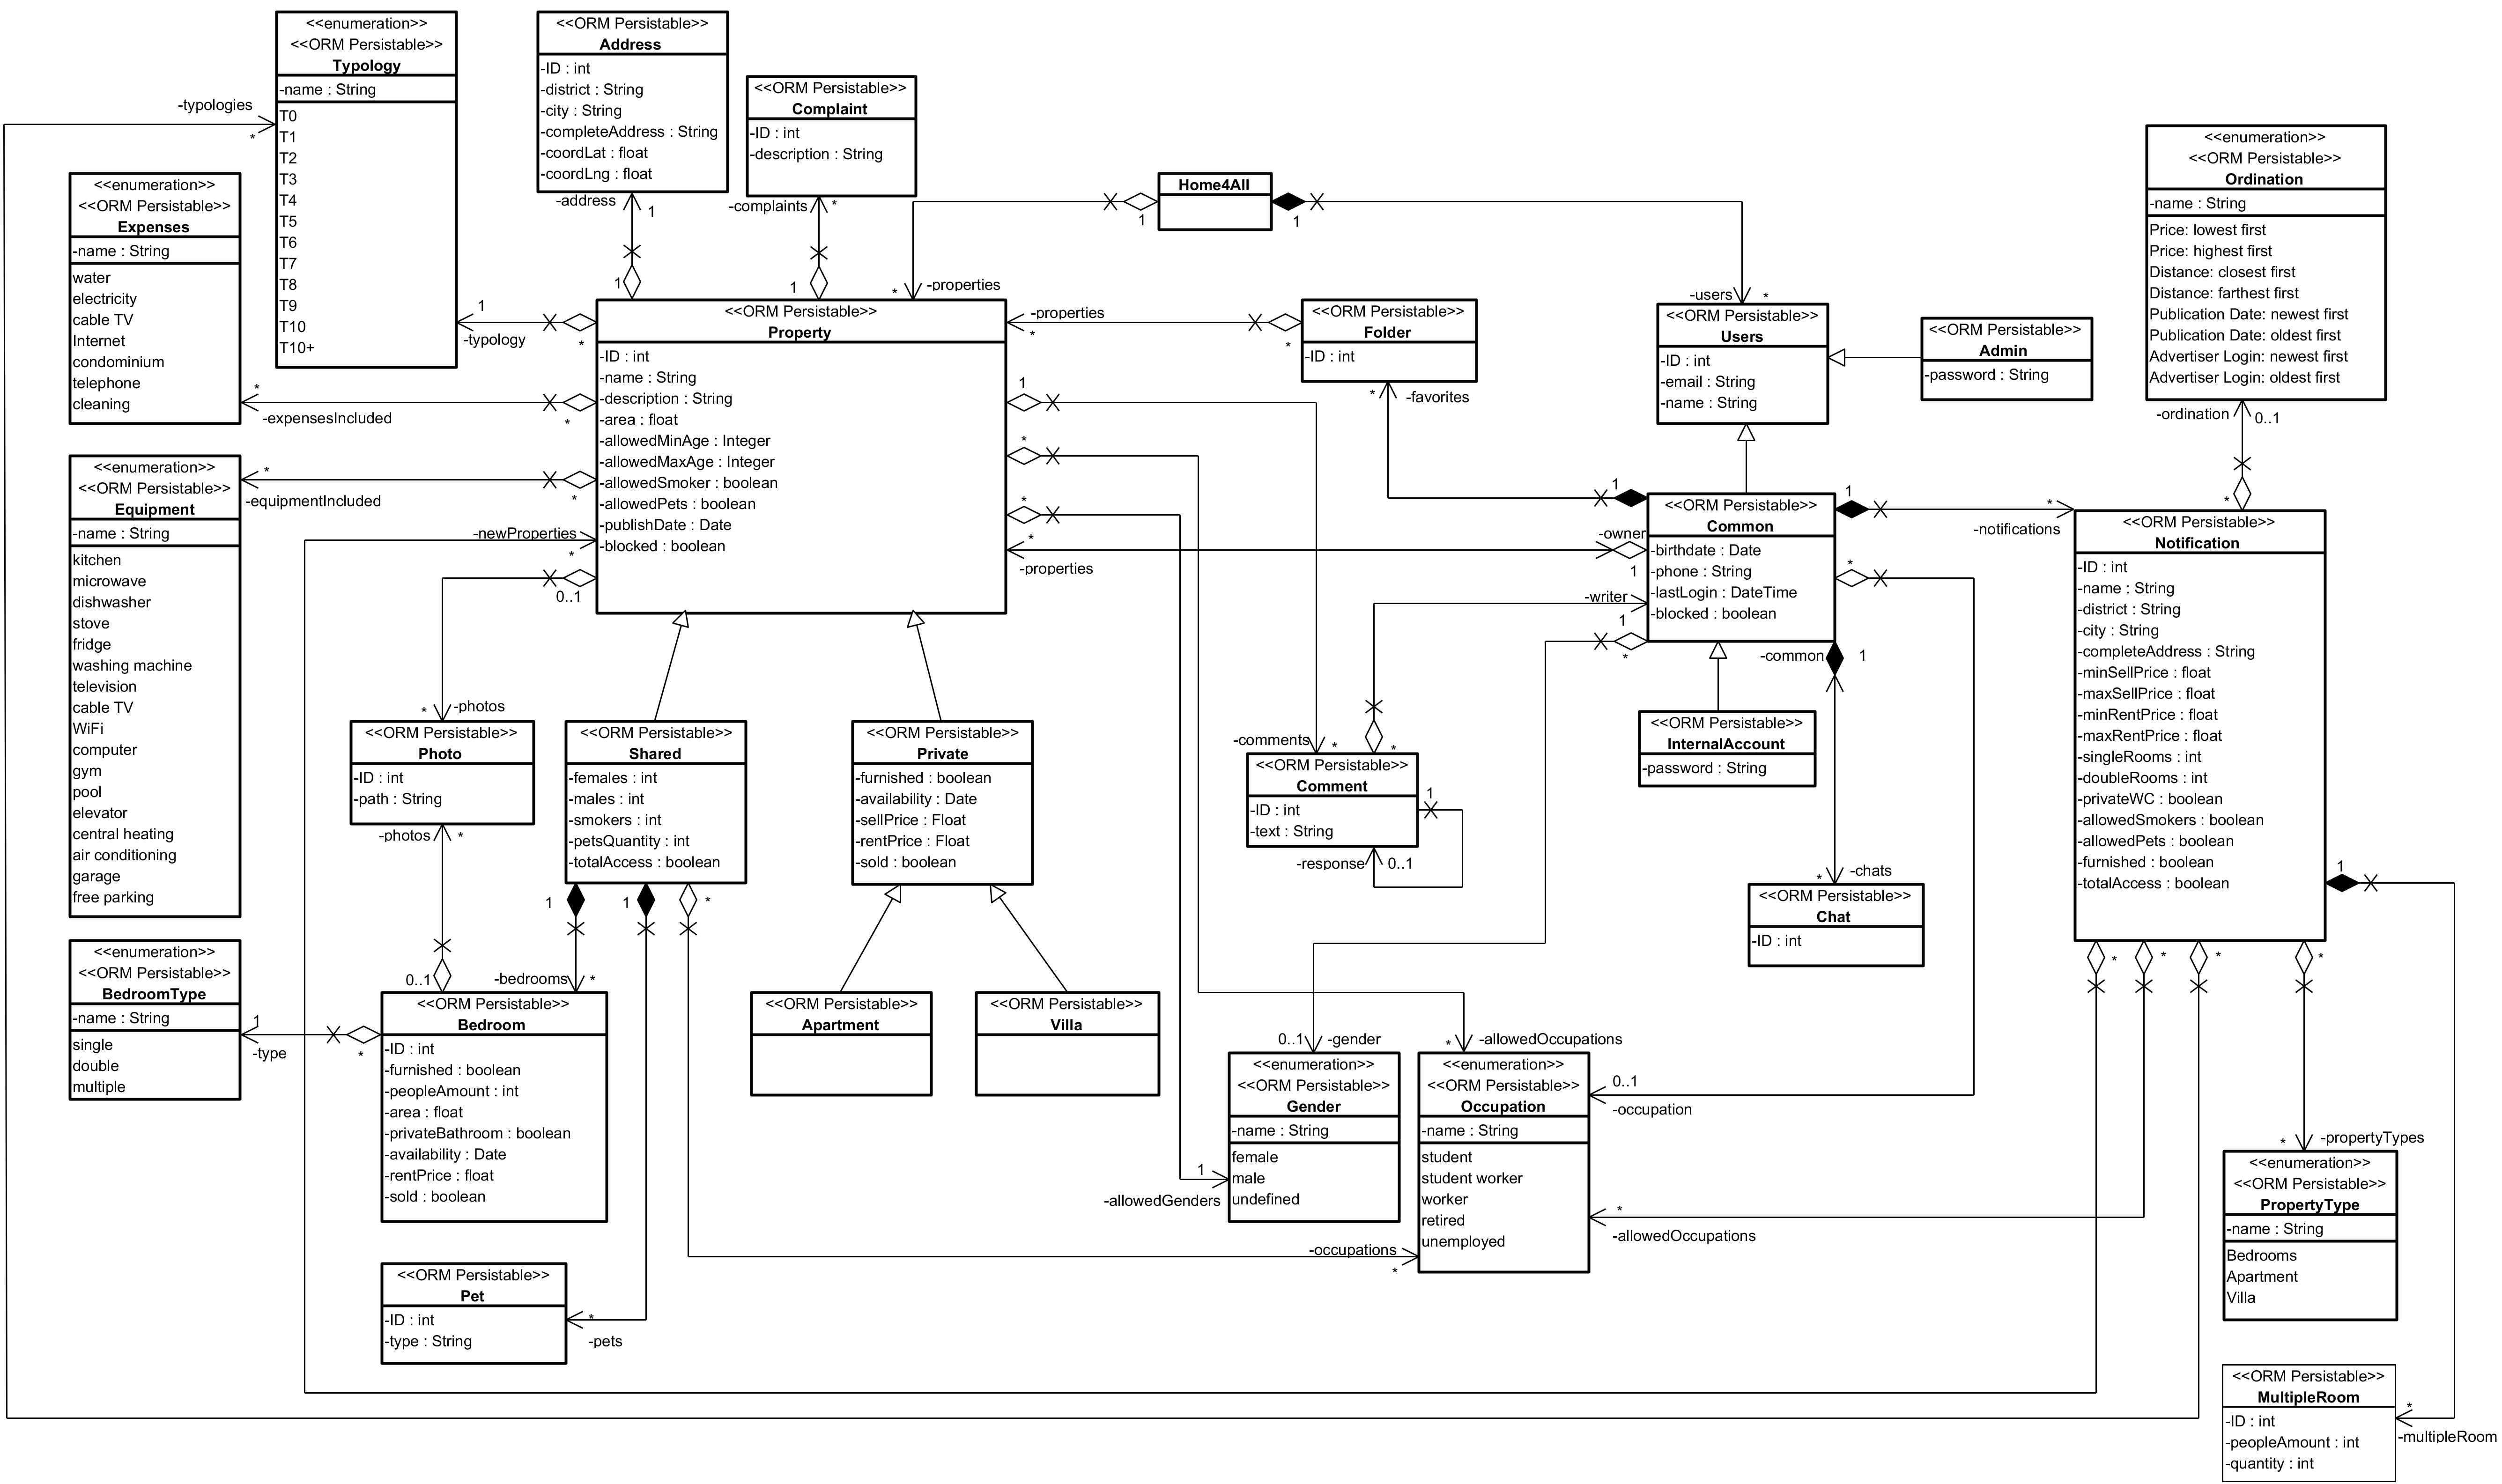 <<enumeration>>
<<ORM Persistable>>
Typology
-name : String
T0
T1
T2
T3
T4
T5
T6
T7
T8
T9
T10
T10+
-typologies
*
<<ORM Persistable>>
Address
-ID : int
-district : String
-city : String
-completeAddress : String
-coordLat : float
-coordLng : float
-address
1
1
<<ORM Persistable>>
Complaint
-ID : int
-description : String
-complaints
*
1
Home4All
1
1
-properties
*
-users
*
<<enumeration>>
<<ORM Persistable>>
Ordination
-name : String
Price: lowest first
Price: highest first
Distance: closest first
Distance: farthest first
Publication Date: newest first
Publication Date: oldest first
Advertiser Login: newest first
Advertiser Login: oldest first
-ordination
0..1
*
<<enumeration>>
<<ORM Persistable>>
Expenses
-name : String
water
electricity
cable TV
Internet
condominium
telephone
cleaning
1
-typology
*
*
-expensesIncluded
*
<<ORM Persistable>>
Property
-ID : int
-name : String
-description : String
-area : float
-allowedMinAge : Integer
-allowedMaxAge : Integer
-allowedSmoker : boolean
-allowedPets : boolean
-publishDate : Date
-blocked : boolean
-properties
*
*
<<ORM Persistable>>
Folder
-ID : int
*
-favorites
1
<<ORM Persistable>>
Users
-ID : int
-email : String
-name : String
<<ORM Persistable>>
Admin
-password : String
<<enumeration>>
<<ORM Persistable>>
Equipment
-name : String
kitchen
microwave
dishwasher
stove
fridge
washing machine
television
cable TV
WiFi
computer
gym
pool
elevator
central heating
air conditioning
garage
free parking
*
-equipmentIncluded
*
-newProperties
*
0..1
1
*
*
*
-properties
<<ORM Persistable>>
Common
-birthdate : Date
-phone : String
-lastLogin : DateTime
-blocked : boolean
-owner
1
-writer
1
*
1
*
-notifications
*
-common
1
<<ORM Persistable>>
Notification
-ID : int
-name : String
-district : String
-city : String
-completeAddress : String
-minSellPrice : float
-maxSellPrice : float
-minRentPrice : float
-maxRentPrice : float
-singleRooms : int
-doubleRooms : int
-privateWC : boolean
-allowedSmokers : boolean
-allowedPets : boolean
-furnished : boolean
-totalAccess : boolean
1
*
*
*
*
* -photos
<<ORM Persistable>>
Photo
-ID : int
-path : String
-photos
*
0..1
<<ORM Persistable>>
Shared
-females : int
-males : int
-smokers : int
-petsQuantity : int
-totalAccess : boolean
1
1
*
-bedrooms
*
<<ORM Persistable>>
Private
-furnished : boolean
-availability : Date
-sellPrice : Float
-rentPrice : Float
-sold : boolean
-comments
*
*
<<ORM Persistable>>
Comment
-ID : int
-text : String
1
-response
0..1
<<ORM Persistable>>
InternalAccount
-password : String
-chats
*
<<ORM Persistable>>
Chat
-ID : int
<<enumeration>>
<<ORM Persistable>>
BedroomType
-name : String
single
double
multiple
1
-type
*
<<ORM Persistable>>
Bedroom
-ID : int
-furnished : boolean
-peopleAmount : int
-area : float
-privateBathroom : boolean
-availability : Date
-rentPrice : float
-sold : boolean
<<ORM Persistable>>
Apartment
<<ORM Persistable>>
Villa
0..1
-gender
<<enumeration>>
<<ORM Persistable>>
Gender
-name : String
female
male
undefined
1
-allowedGenders
* -allowedOccupations
<<enumeration>>
<<ORM Persistable>>
Occupation
-name : String
student
student worker
worker
retired
unemployed
0..1
-occupation
*
-allowedOccupations
-occupations
*
<<ORM Persistable>>
Pet
-ID : int
-type : String
*
-pets
* -propertyTypes
<<enumeration>>
<<ORM Persistable>>
PropertyType
-name : String
Bedrooms
Apartment
Villa
<<ORM Persistable>>
MultipleRoom
-ID : int
-peopleAmount : int
-quantity : int
*
-multipleRoom